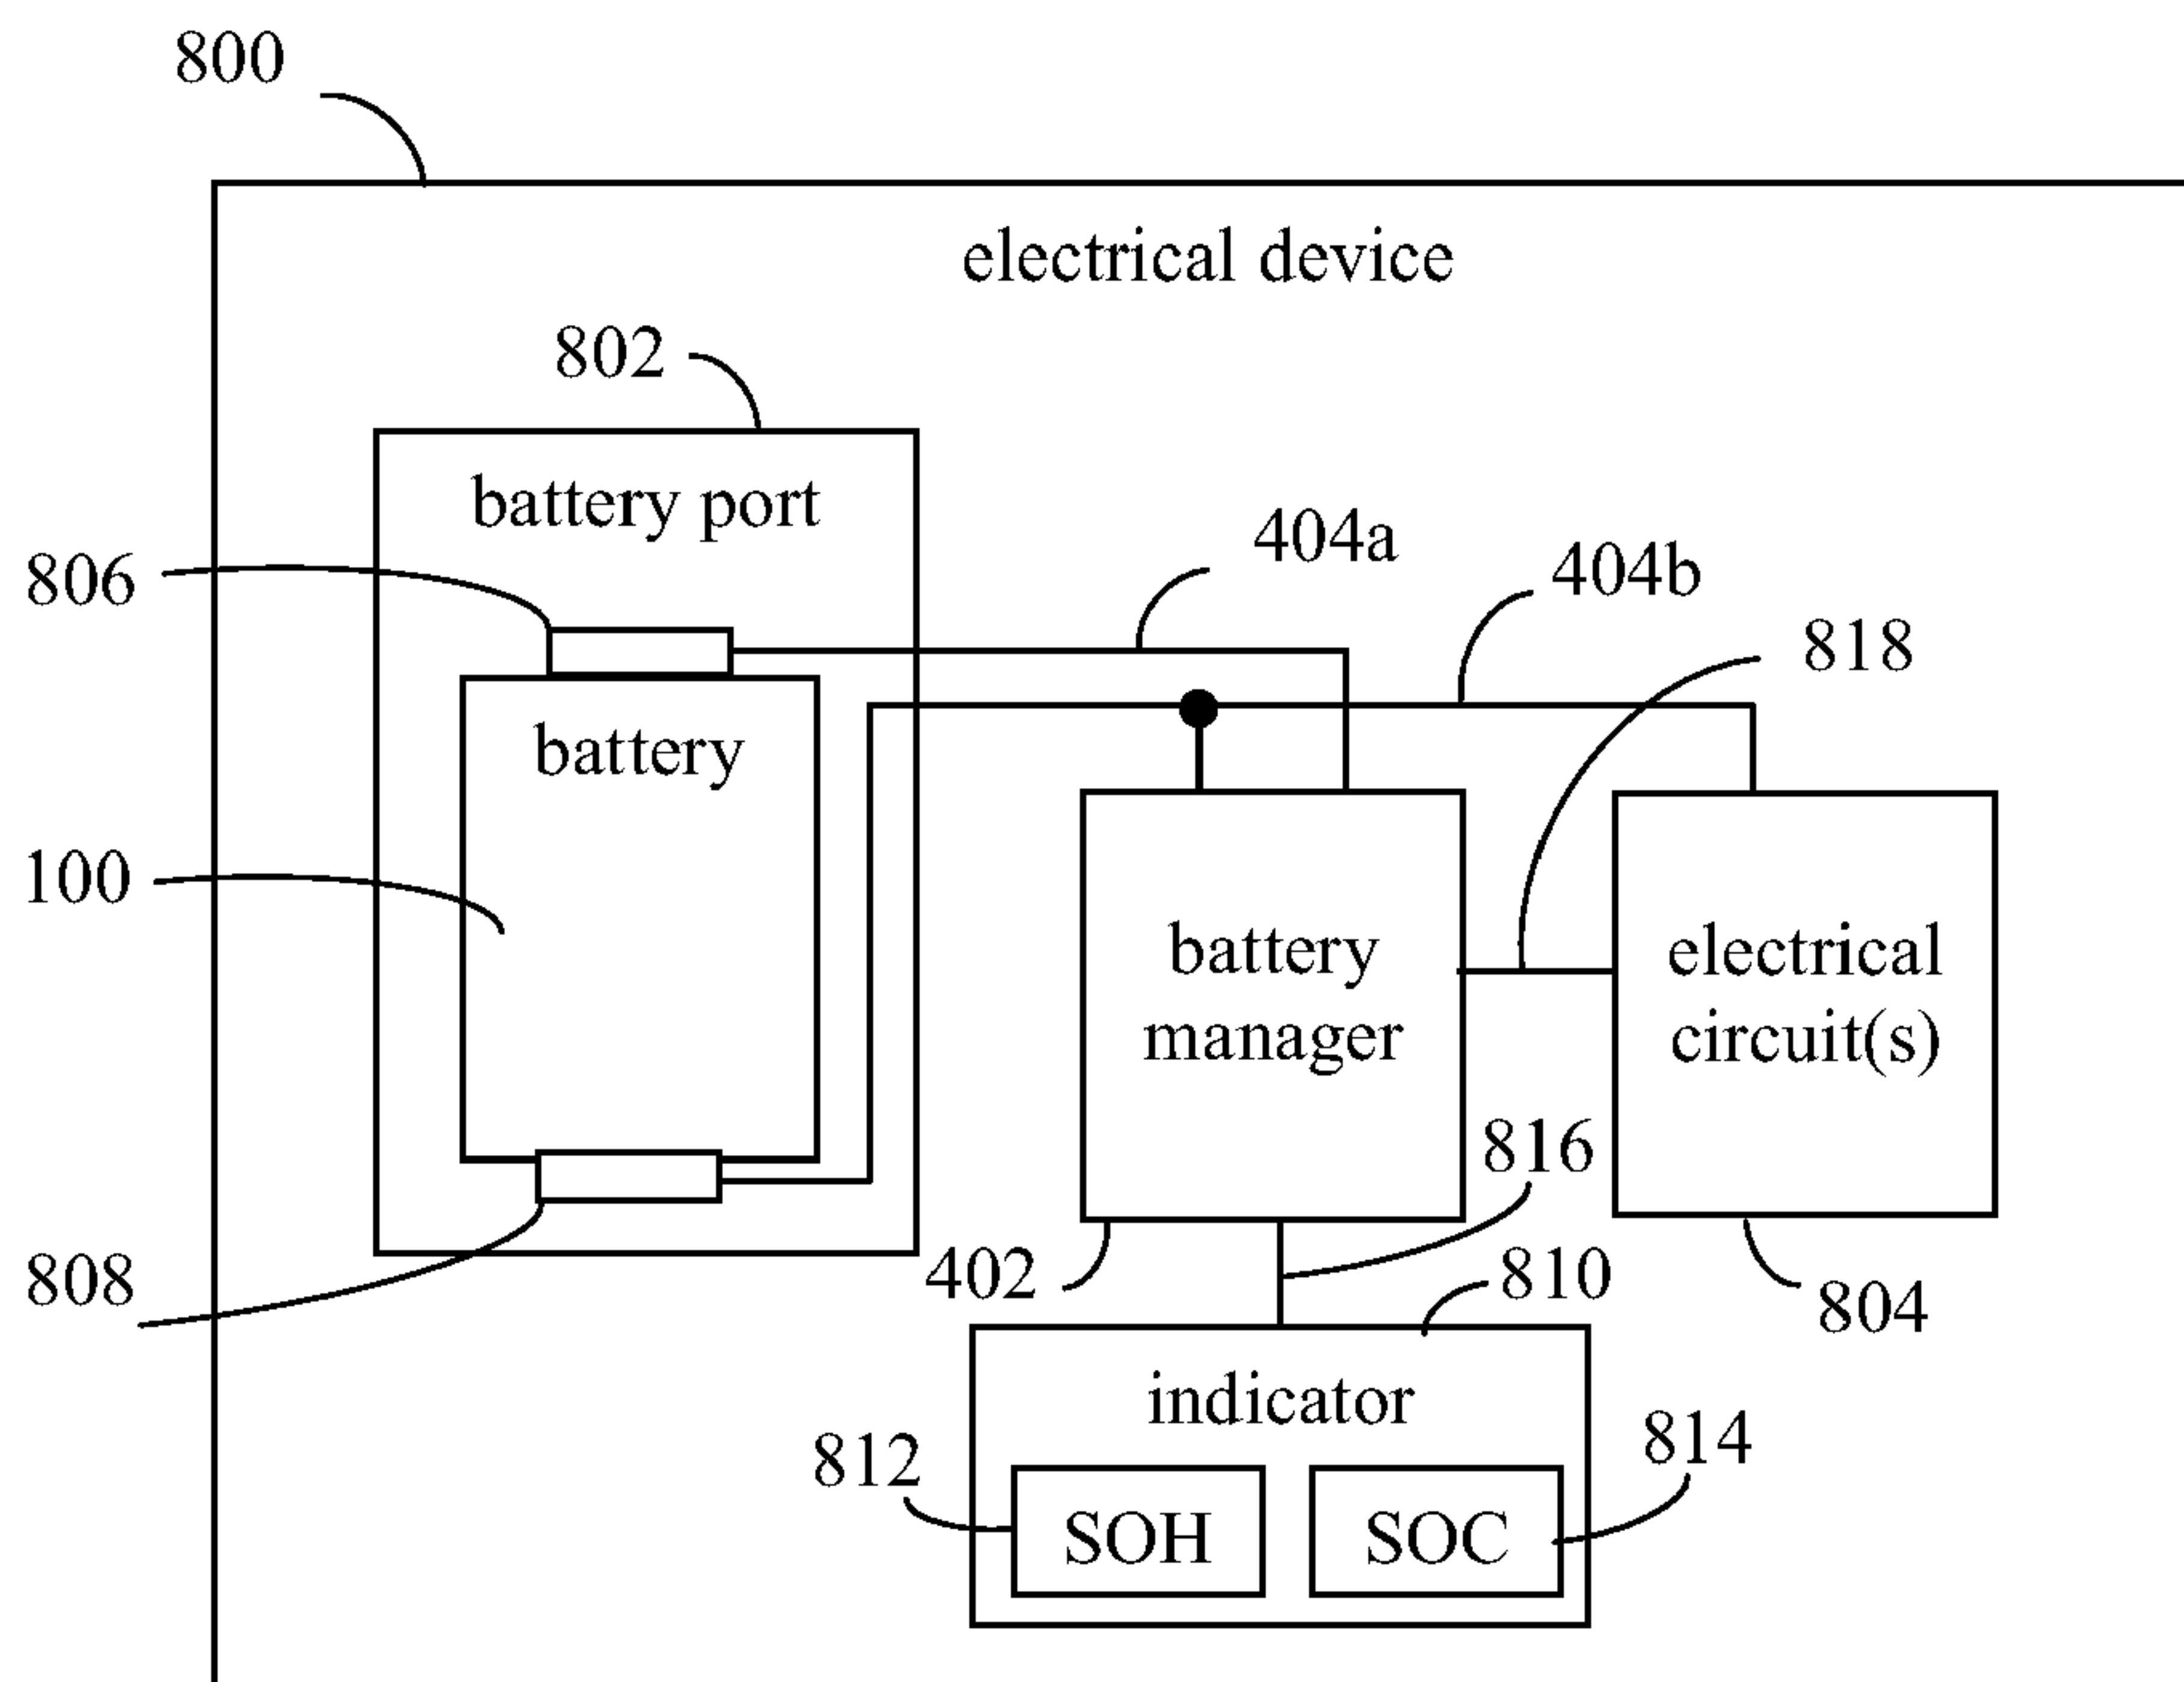 800
electrical device
802
battery port
404a
404b
806
818
battery
100
battery
manager
electrical
circuit(s)
816
402
810
808
804
indicator
812
814
SOH
SOC